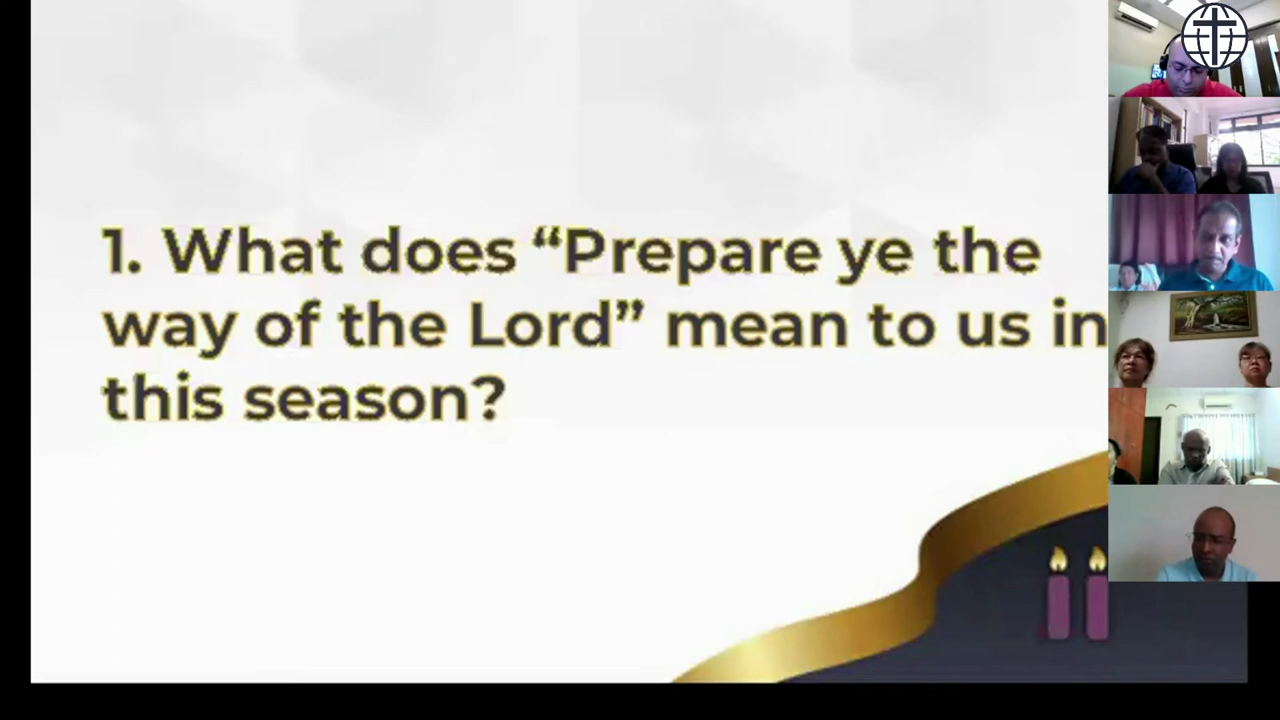 1. What does “Prepare ye the
way of the Lord” mean to us in
this season?